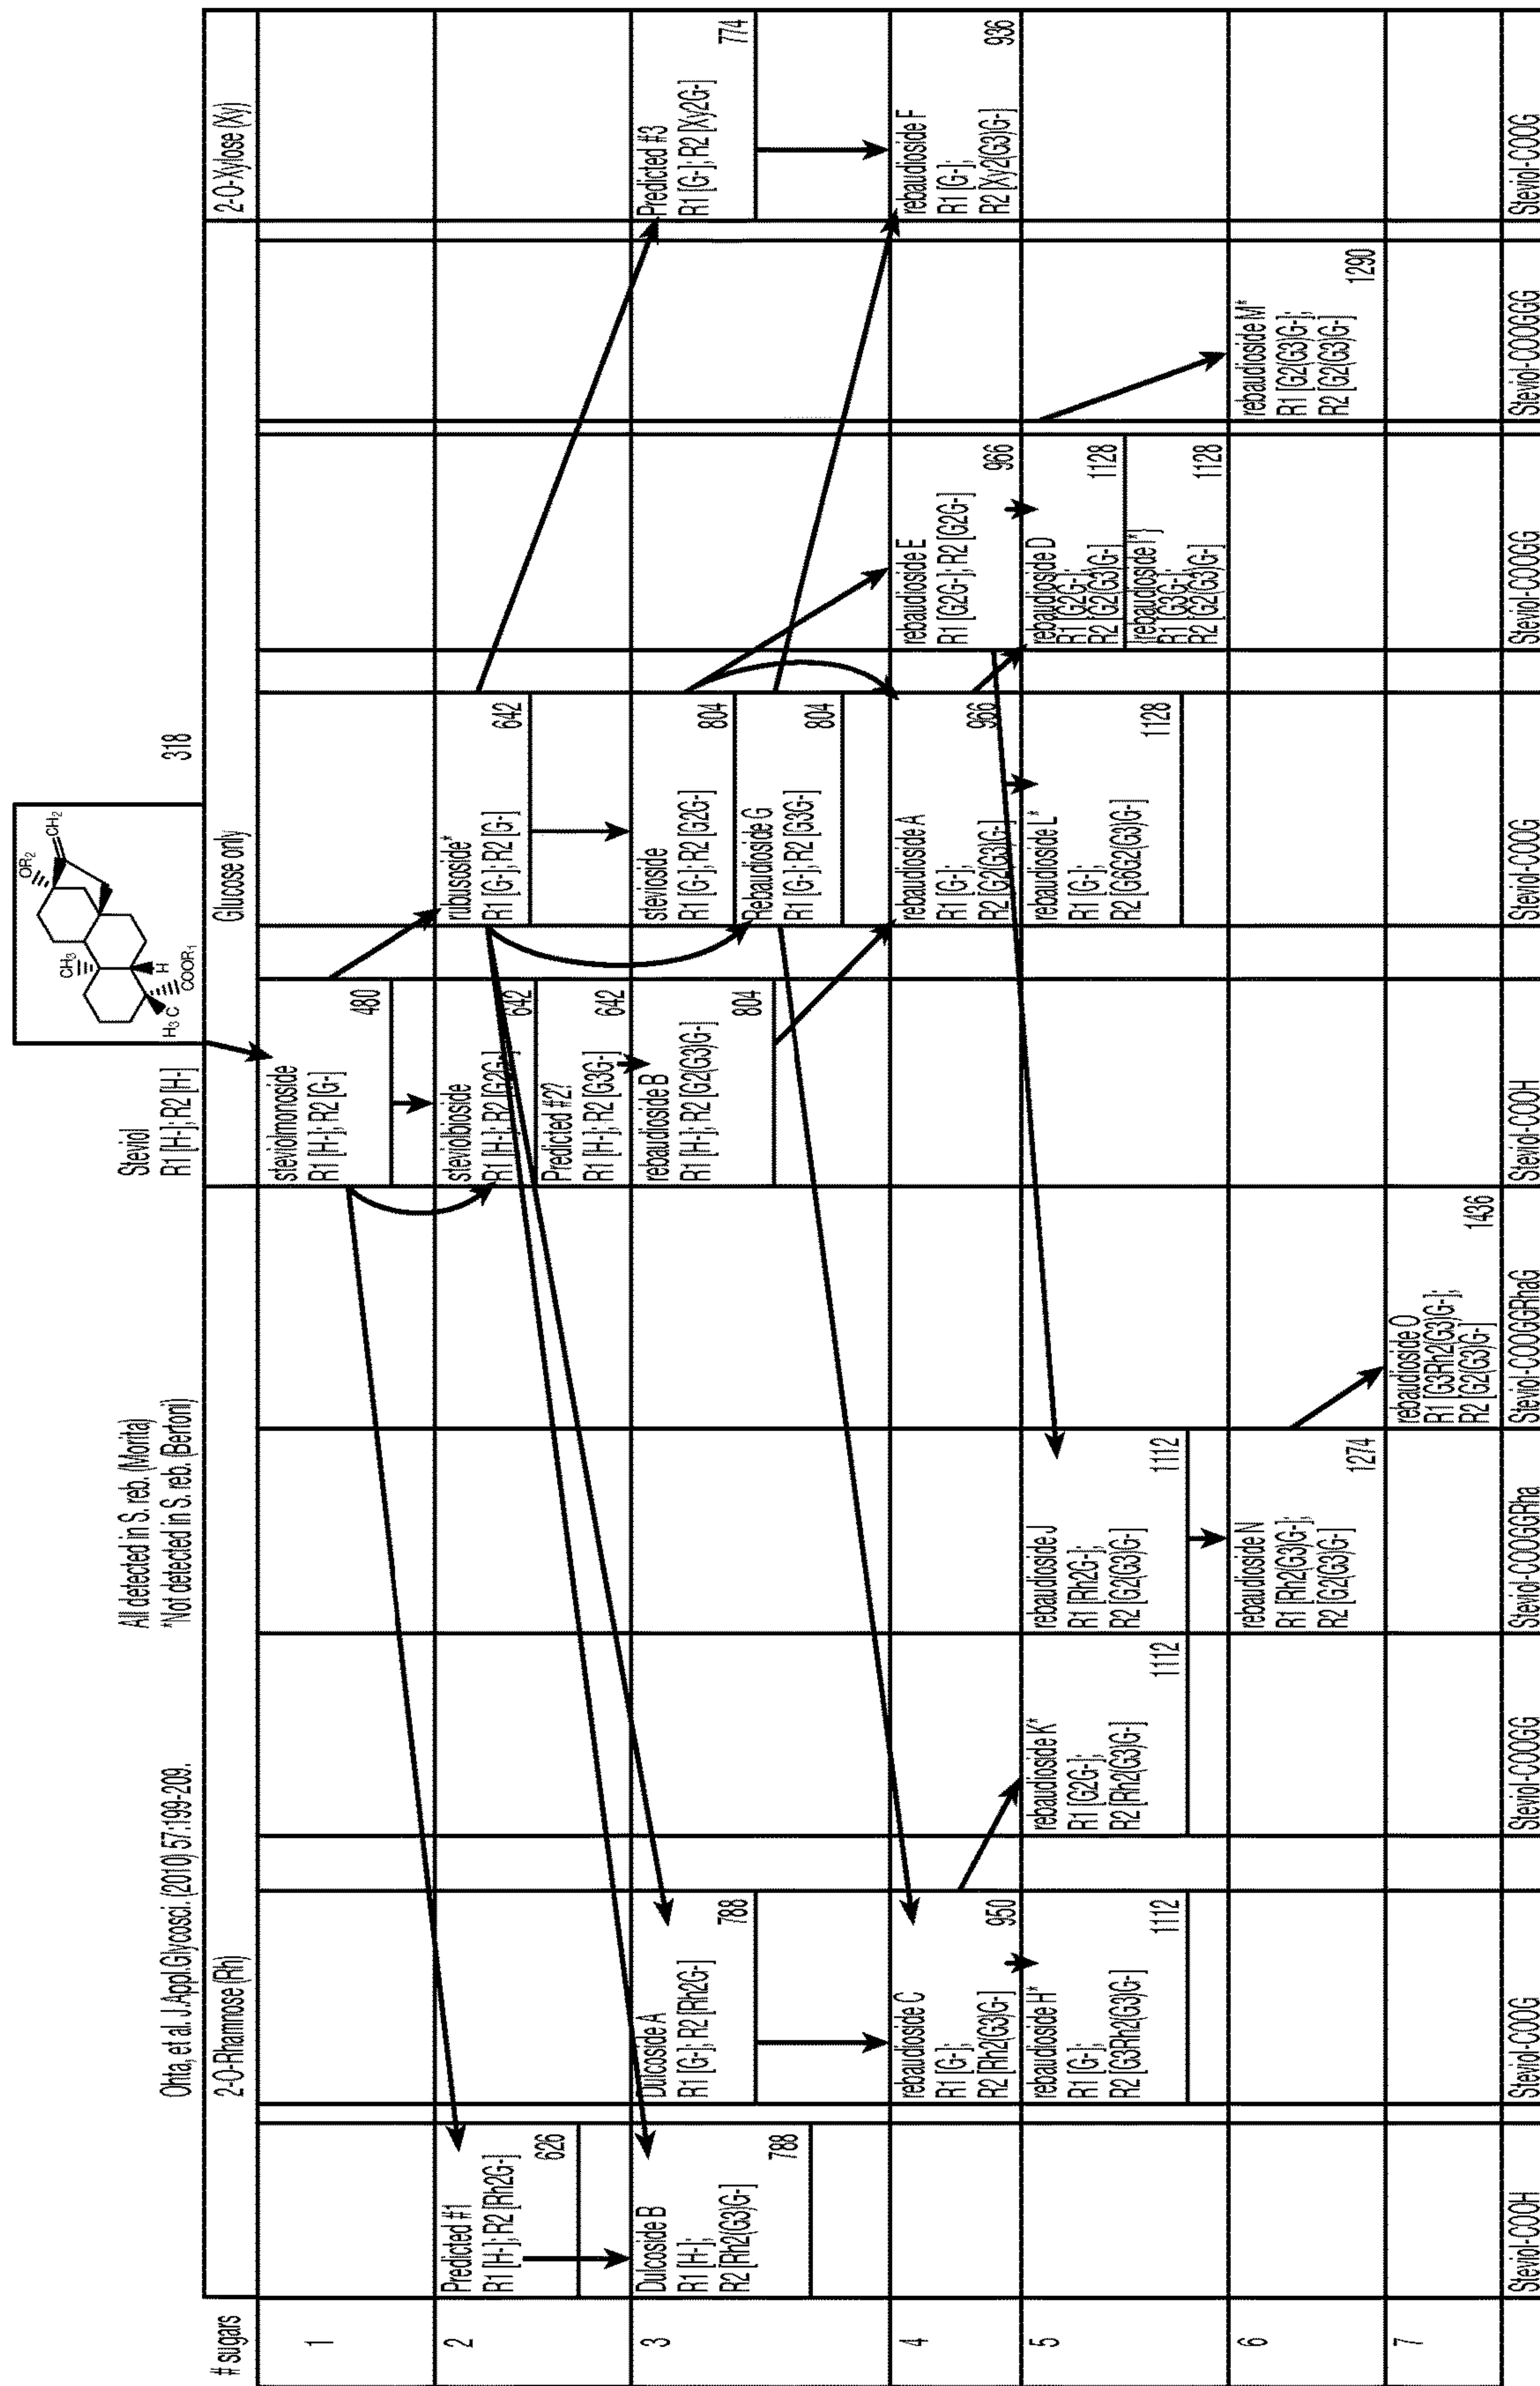 Ohta, et al. J.Appl.Glycosci. (2010) 57:199-209.
All detected in S. reb. (Morita)
*Not detected in S. reb. (Bertoni)
Steviol
R1 [H-]; R2 [H-]
318
OR2
CH2
CH3
H
H3C
COOR1
# sugars
2-O-Rhamnose (Rh)
Glucose only
2-O-Xylose (Xy)
1
steviolmonoside
R1 [H-]; R2 [G-]
480
2
Predicted #1
R1 [H-]; R2 [Rh2G-]
626
steviolbioside
R1 [H-]; R2 [G2G-]
642
Predicted #2?
R1 [H-]; R2 [G3G-]
642
rubusoside*
R1 [G-]; R2 [G-]
642
3
Dulcoside B
R1 [H-];
R2 [Rh2(G3)G-]
788
Dulcoside A
R1 [G-]; R2 [Rh2G-]
788
rebaudioside B
R1 [H-]; R2 [G2(G3)G-]
804
stevioside
R1 [G-]; R2 [G2G-]
804
Rebaudioside G
R1 [G-]; R2 [G3G-]
804
Predicted #3
R1 [G-]; R2 [Xy2G-]
774
4
rebaudioside C
R1 [G-];
R2 [Rh2(G3)G-]
950
rebaudioside A
R1 [G-];
R2 [G2(G3)G-]
966
rebaudioside E
R1 [G2G-]; R2 [G2G-]
966
rebaudioside F
R1 [G-];
R2 [Xy2(G3)G-]
936
5
rebaudioside H*
R1 [G-];
R2 [G3Rh2(G3)G-]
1112
rebaudioside K*
R1 [G2G-];
R2 [Rh2(G3)G-]
1112
rebaudioside J
R1 [Rh2G-];
R2 [G2(G3)G-]
1112
rebaudioside L*
R1 [G-];
R2 [G6G2(G3)G-]
1128
rebaudioside D
R1 [G2G-];
R2 [G2(G3)G-]
1128
[rebaudioside I*]
R1 [G3G-];
R2 [G2(G3)G-]
1128
6
rebaudioside N
R1 [Rh2(G3)G-];
R2 [G2(G3)G-]
1274
rebaudioside M*
R1 [G2(G3)G-];
R2 [G2(G3)G-]
1290
7
rebaudioside O
R1 [G3Rh2(G3)G-];
R2 [G2(G3)G-]
1436
Steviol-COOH
Steviol-COOG
Steviol-COOGG
Steviol-COOGGRha
Steviol-COOGGRhaG
Steviol-COOH
Steviol-COOG
Steviol-COOGG
Steviol-COOGGG
Steviol-COOG